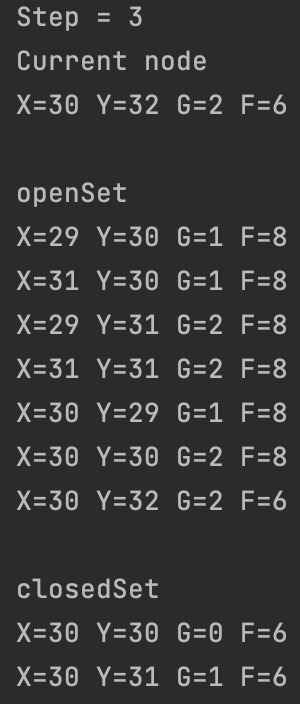 Step = 3
Current node
X=30 Y=32 G=2 F=6
openSet
X=29 Y=30 G=1 F=8
X=31 Y=30 G=1 F=8
X=29 Y=31 G=2 F=8
X=31 Y=31 G=2 F=8
X=30 Y=29 G=1 F=8
X=30 Y=30 G=2 F=8
X=30 Y=32 G=2 F=6
closedSet
X=30 Y=30 G=0 F=6
X=30 Y=31 G=1 F=6